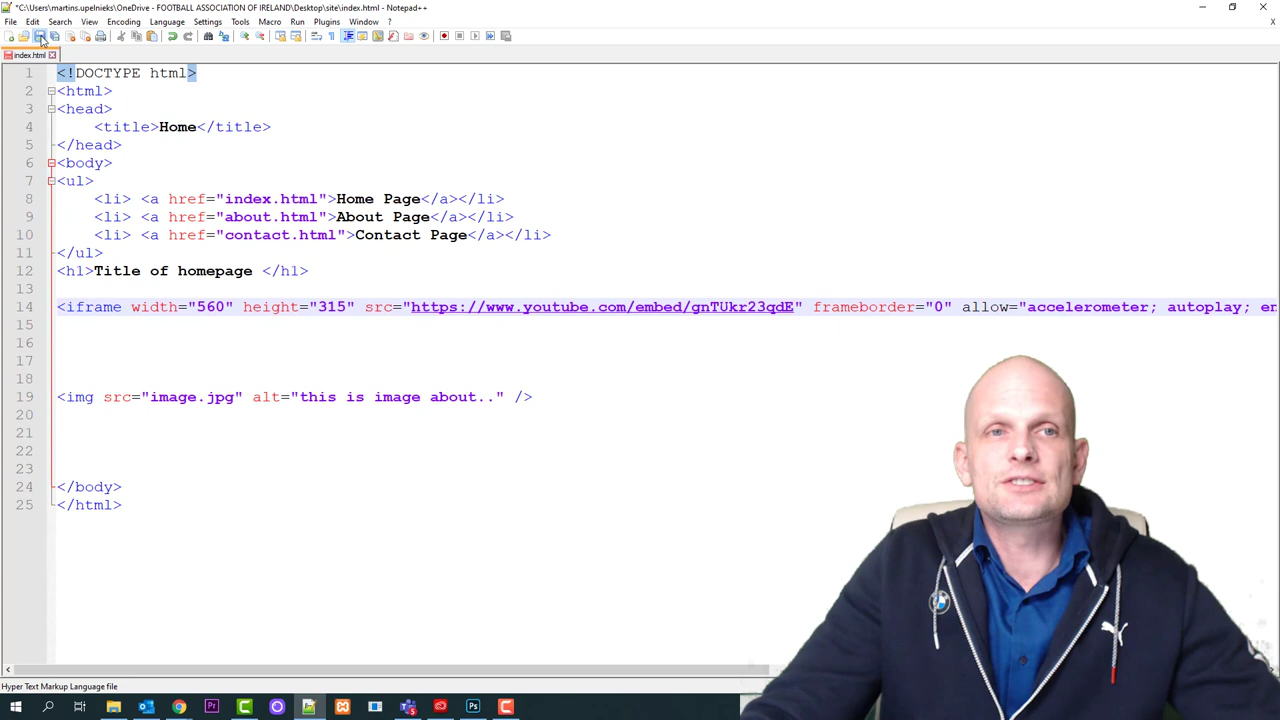 *C:\Users\martins.upelnieks\OneDrive - FOOTBALL ASSOCIATION OF IRELAND\Desktop\site\index.html - Notepad++
File Edit Search View Encoding Language Settings Tools Macro Run Plugins Window ? X
index.html
1 <!DOCTYPE html>
2 <html>
3 <head>
4 <title>Home</title>
5 </head>
6 <body>
7 <ul>
8 <li> <a href="index.html">Home Page</a></li>
9 <li> <a href="about.html">About Page</a></li>
10 <li> <a href="contact.html">Contact Page</a></li>
11 </ul>
12 <h1>Title of homepage </h1>
13
14 <iframe width="560" height="315" src="https://www.youtube.com/embed/gnTUkr23qdE" frameborder="0" allow="accelerometer; autoplay; en
15
16
17
18
19 <img src="image.jpg" alt="this is image about.." />
20
21
22
23
24 </body>
25 </html>
Hyper Text Markup Language file
Pr
Ps